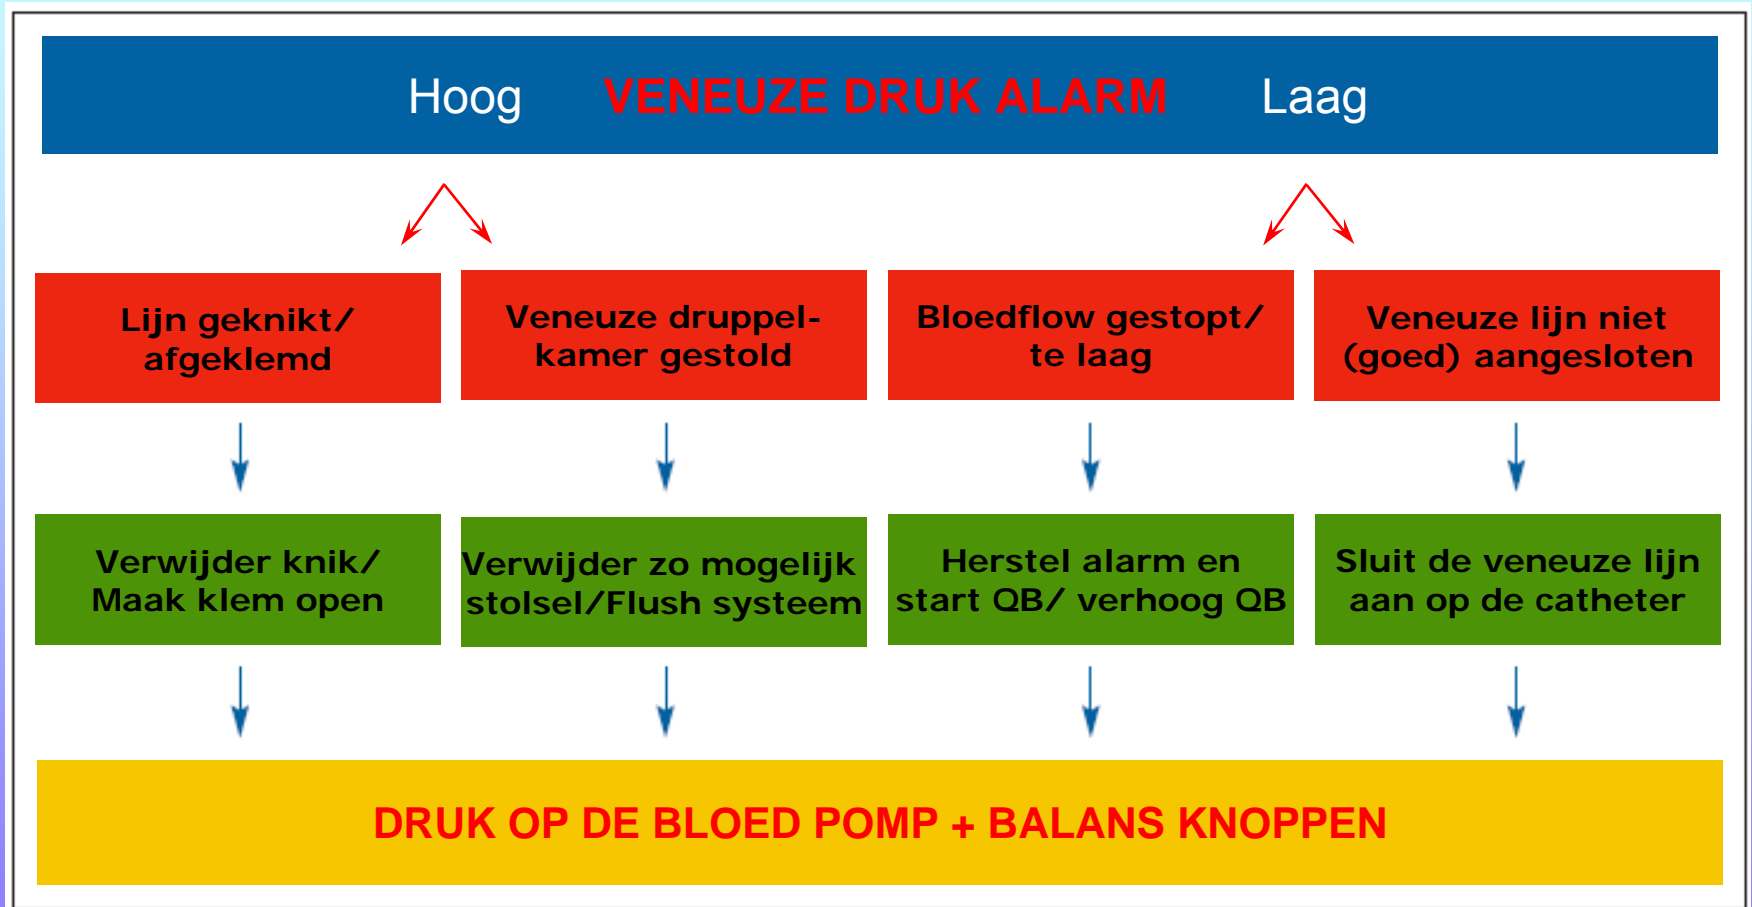 Hoog VENEUZE DRUK ALARM Laag
Lijn geknikt/
afgeklemd
Veneuze druppel-
kamer gestold
Bloedflow gestopt/
te laag
Veneuze lijn niet
(goed) aangesloten
Verwijder knik/
Maak klem open
Verwijder zo mogelijk
stolsel/Flush systeem
Herstel alarm en
start QB/ verhoog QB
Sluit de veneuze lijn
aan op de catheter
DRUK OP DE BLOED POMP + BALANS KNOPPEN